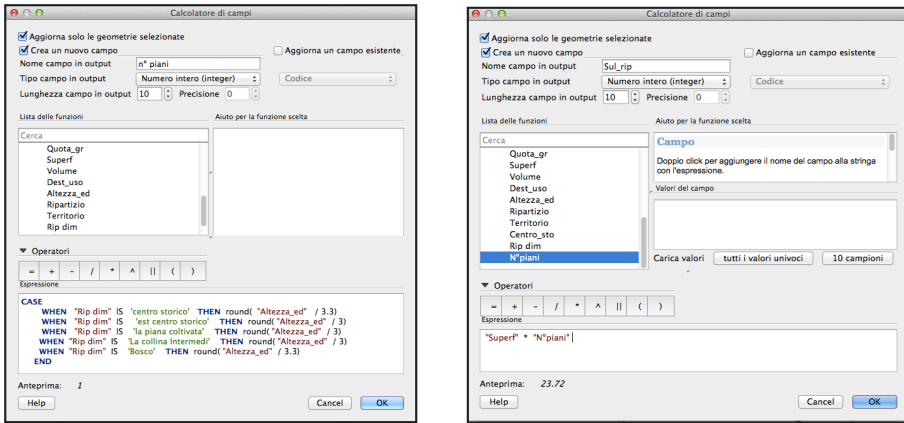 Calcolatore di campi
Aggiorna solo le geometrie selezionate
Crea un nuovo campo
Aggiorna un campo esistente
Nome campo in output n° piani
Tipo campo in output Numero intero (integer) Codice
Lunghezza campo in output 10 Precisione 0
Lista delle funzioni Aiuto per la funzione scelta
Cerca
Quota_gr
Superf
Volume
Dest_uso
Altezza_ed
Ripartizio
Territorio
Rip dim
Operatori
= + - / * ^ || ( )
Espressione
CASE
WHEN "Rip dim" IS 'centro storico' THEN round( "Altezza_ed" / 3.3)
WHEN "Rip dim" IS 'est centro storico' THEN round( "Altezza_ed" / 3)
WHEN "Rip dim" IS 'la piana coltivata' THEN round( "Altezza_ed" / 3)
WHEN "Rip dim" IS 'La collina Intermedi' THEN round( "Altezza_ed" / 3)
WHEN "Rip dim" IS 'Bosco' THEN round( "Altezza_ed" / 3.3)
END
Anteprima: 1
Help Cancel OK
Calcolatore di campi
Aggiorna solo le geometrie selezionate
Crea un nuovo campo
Aggiorna un campo esistente
Nome campo in output Sul_rip
Tipo campo in output Numero intero (integer) Codice
Lunghezza campo in output 10 Precisione 0
Lista delle funzioni Aiuto per la funzione scelta
Cerca
Quota_gr
Superf
Volume
Dest_uso
Altezza_ed
Ripartizio
Territorio
Centro_sto
Rip dim
N°piani
Campo
Doppio click per aggiungere il nome del campo alla stringa
con l'espressione.
Valori del campo
Carica valori tutti i valori univoci 10 campioni
Operatori
= + - / * ^ || ( )
Espressione
"Superf" * "N°piani"
Anteprima: 23.72
Help Cancel OK